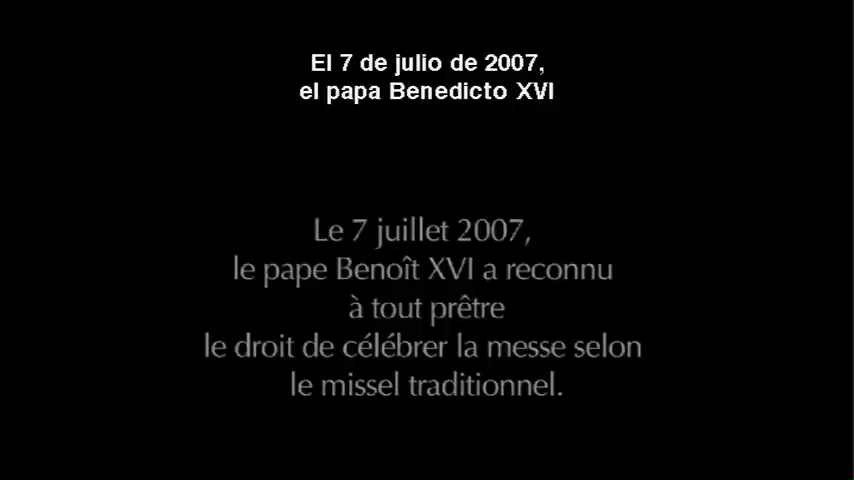 El 7 de julio de 2007,
el papa Benedicto XVI
Le 7 juillet 2007,
le pape Benoît XVI a reconnu
à tout prêtre
le droit de célébrer la messe selon
le missel traditionnel.